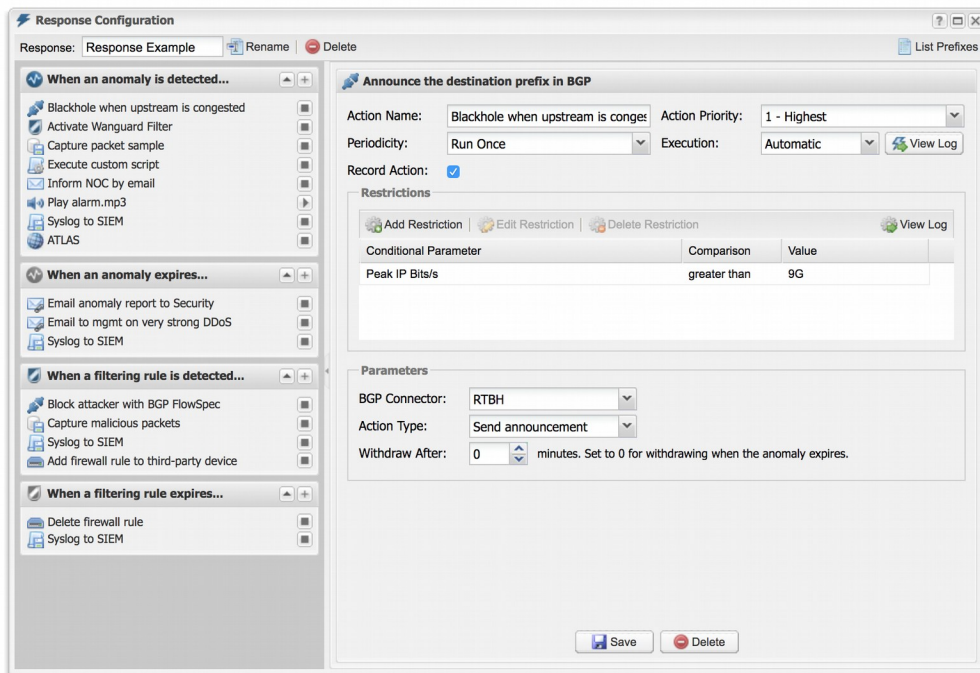 Response Configuration
Response: Response Example Rename Delete List Prefixes
When an anomaly is detected...
Blackhole when upstream is congested
Activate Wanguard Filter
Capture packet sample
Execute custom script
Inform NOC by email
Play alarm.mp3
Syslog to SIEM
ATLAS
When an anomaly expires...
Email anomaly report to Security
Email to mgmt on very strong DDoS
Syslog to SIEM
When a filtering rule is detected...
Block attacker with BGP FlowSpec
Capture malicious packets
Syslog to SIEM
Add firewall rule to third-party device
When a filtering rule expires...
Delete firewall rule
Syslog to SIEM
Announce the destination prefix in BGP
Action Name: Blackhole when upstream is conges Action Priority: 1 - Highest
Periodicity: Run Once Execution: Automatic View Log
Record Action:
Restrictions
Add Restriction Edit Restriction Delete Restriction View Log
Conditional Parameter Comparison Value
Peak IP Bits/s greater than 9G
Parameters
BGP Connector: RTBH
Action Type: Send announcement
Withdraw After: 0 minutes. Set to 0 for withdrawing when the anomaly expires.
Save Delete